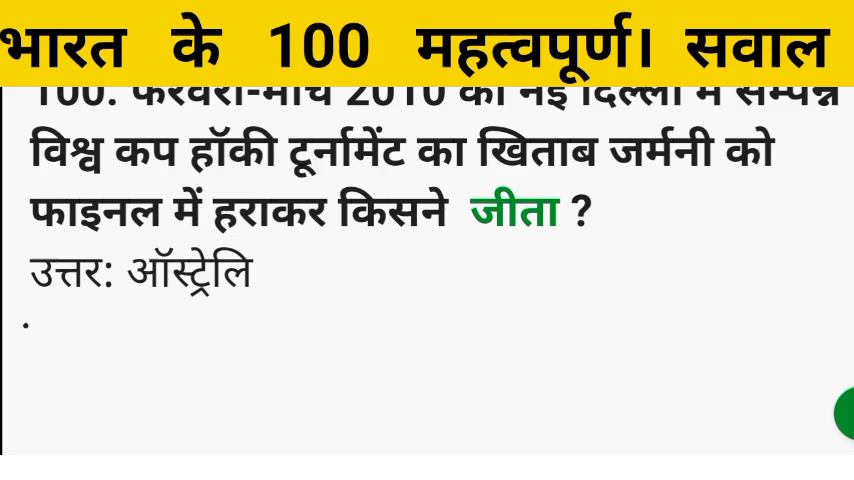 भारत के 100 महत्वपूर्ण। सवाल
100. फरवरी-मार्च 2010 को नई दिल्ली में सम्पन्न
विश्व कप हॉकी टूर्नामेंट का खिताब जर्मनी को
फाइनल में हराकर किसने जीता ?
उत्तर: ऑस्ट्रेलि
.